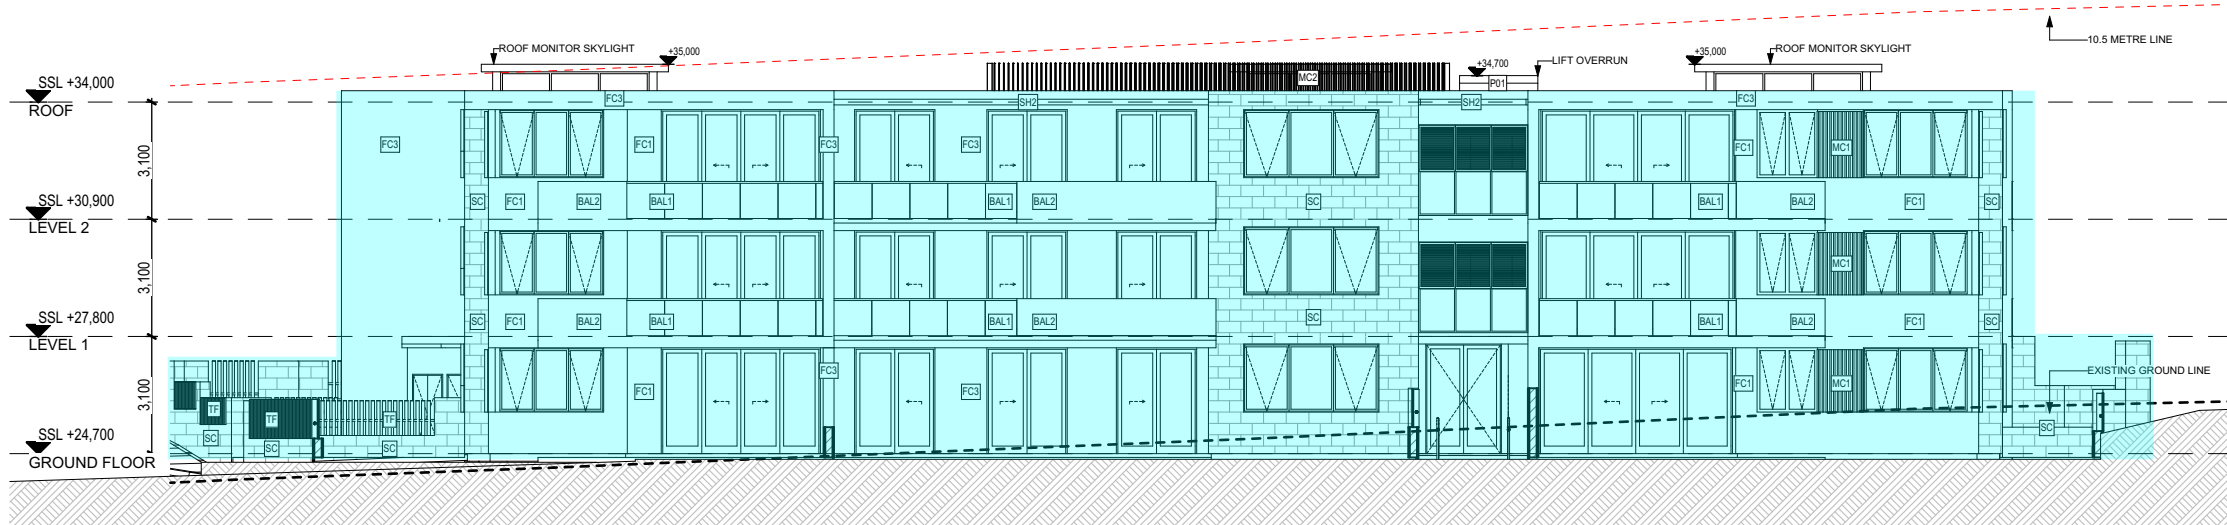 10.5 METRE LINE
ROOF MONITOR SKYLIGHT
+35,000
+34,700
LIFT OVERRUN
+35,000
ROOF MONITOR SKYLIGHT
MC2
P01
SSL +34,000
ROOF
FC3
SH2
SH2
FC3
3,100
FC3
FC1
FC3
FC3
FC1
MC1
SSL +30,900
LEVEL 2
SC
FC1
BAL2
BAL1
BAL1
BAL2
SC
BAL1
BAL2
FC1
SC
3,100
MC1
SSL +27,800
LEVEL 1
SC
FC1
BAL2
BAL1
BAL1
BAL2
SC
BAL1
BAL2
FC1
SC
3,100
FC1
FC3
FC3
FC1
MC1
EXISTING GROUND LINE
TF
TF
TF
SSL +24,700
GROUND FLOOR
SC
SC
SC
SC